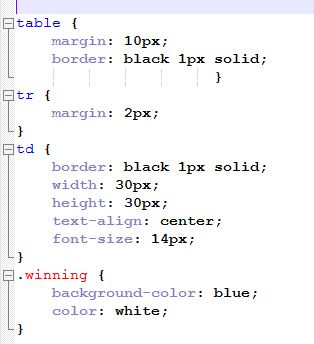 table {
    margin: 10px;
    border: black 1px solid;
                    }
tr {
    margin: 2px;
}
td {
    border: black 1px solid;
    width: 30px;
    height: 30px;
    text-align: center;
    font-size: 14px;
}
.winning {
    background-color: blue;
    color: white;
}